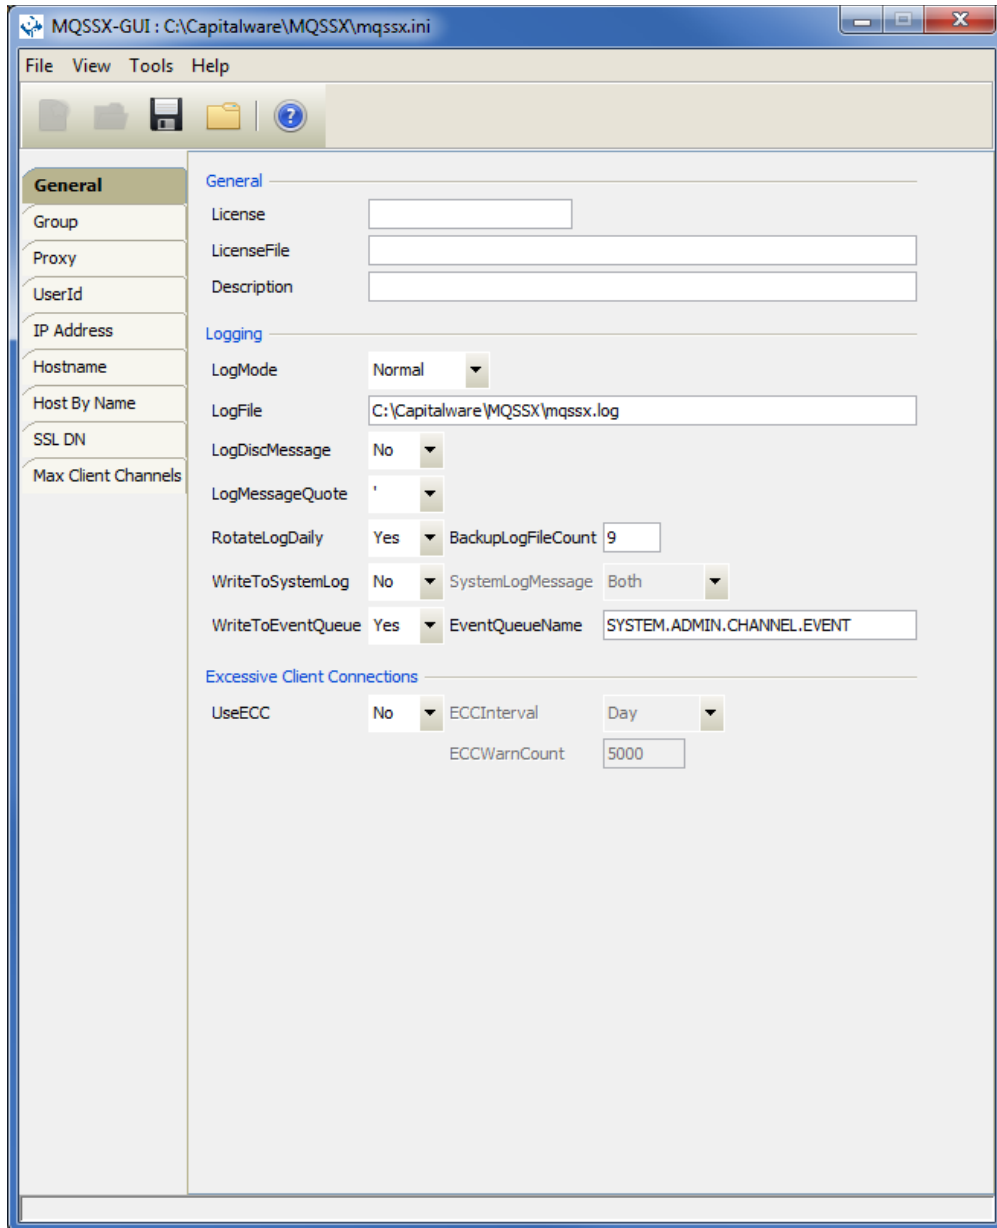 MQSSX-GUI : C:\Capitalware\MQSSX\mqssx.ini
File View Tools Help
General
Group
Proxy
UserId
IP Address
Hostname
Host By Name
SSL DN
Max Client Channels
General
License
LicenseFile
Description
Logging
LogMode Normal
LogFile C:\Capitalware\MQSSX\mqssx.log
LogDiscMessage No
LogMessageQuote '
RotateLogDaily Yes BackupLogFileCount 9
WriteToSystemLog No SystemLogMessage Both
WriteToEventQueue Yes EventQueueName SYSTEM.ADMIN.CHANNEL.EVENT
Excessive Client Connections
UseECC No ECCInterval Day
ECCWarnCount 5000